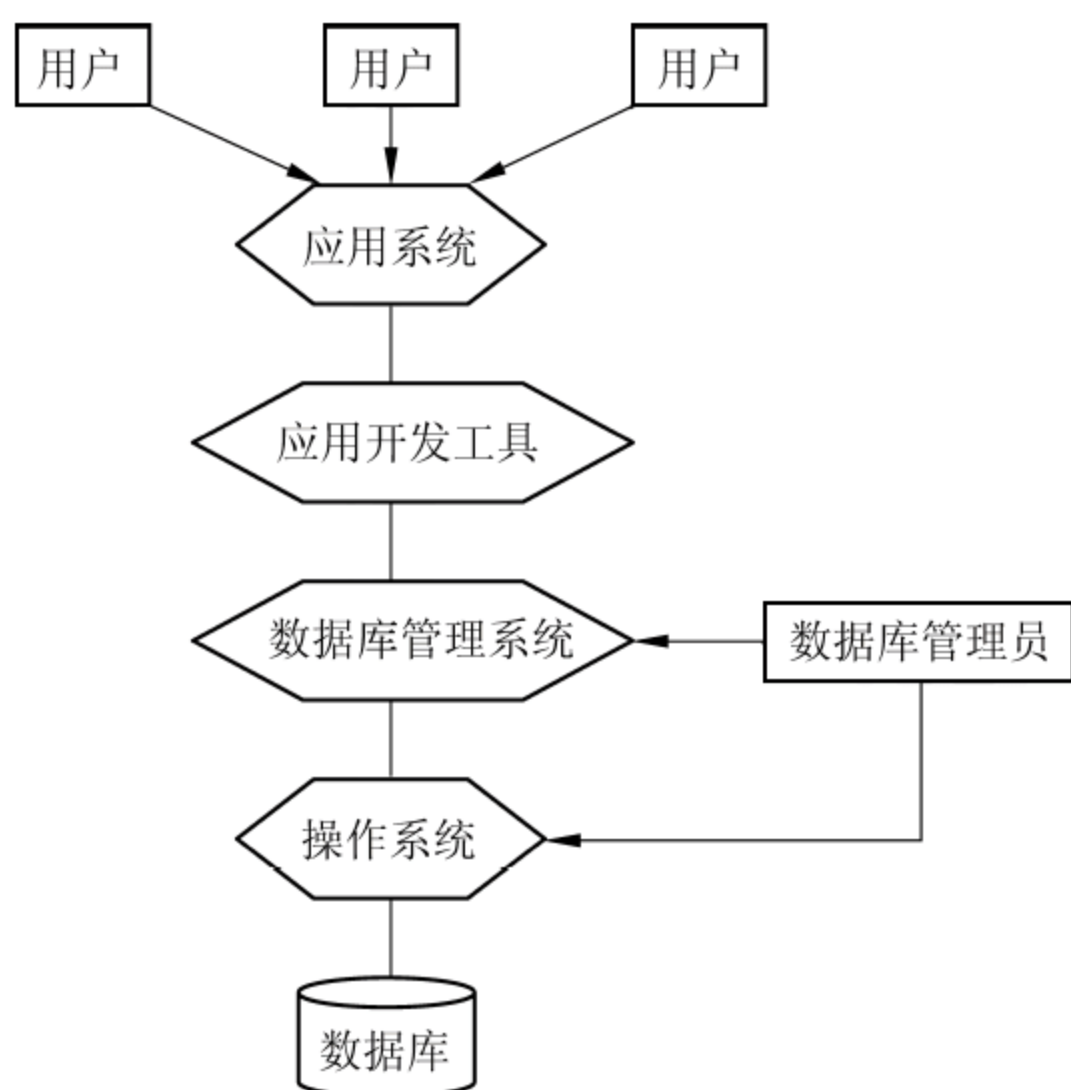 用户
用户
用户
应用系统
应用开发工具
数据库管理系统
数据库管理员
操作系统
数据库